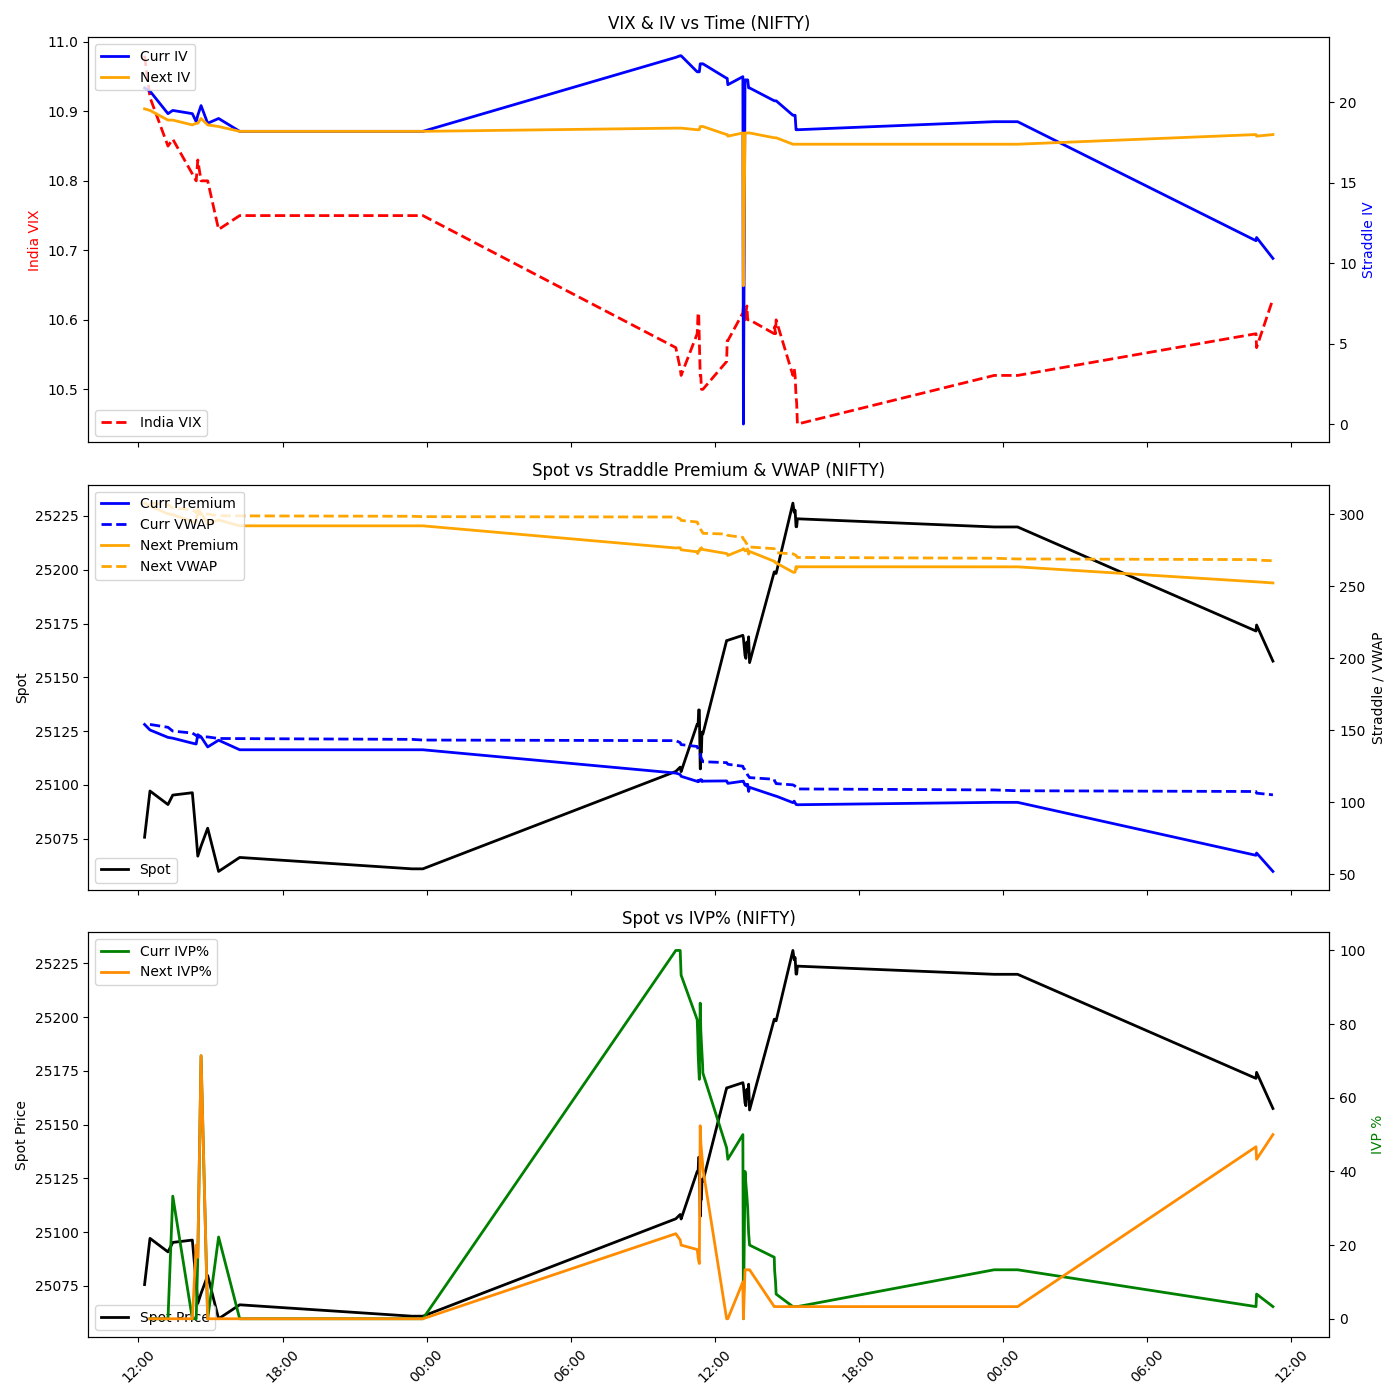 VIX & IV vs Time (NIFTY)
11.0
10.9
10.8
10.7
10.6
10.5
India VIX
Curr IV
Next IV
India VIX
20
15
10
5
0
Straddle IV
Spot vs Straddle Premium & VWAP (NIFTY)
25225
25200
25175
25150
25125
25100
25075
Spot
Curr Premium
Curr VWAP
Next Premium
Next VWAP
Spot
300
250
200
150
100
50
Straddle / VWAP
Spot vs IVP% (NIFTY)
25225
25200
25175
25150
25125
25100
25075
Spot Price
Curr IVP%
Next IVP%
Spot Price
100
80
60
40
20
0
IVP %
12:00
18:00
00:00
06:00
12:00
18:00
00:00
06:00
12:00